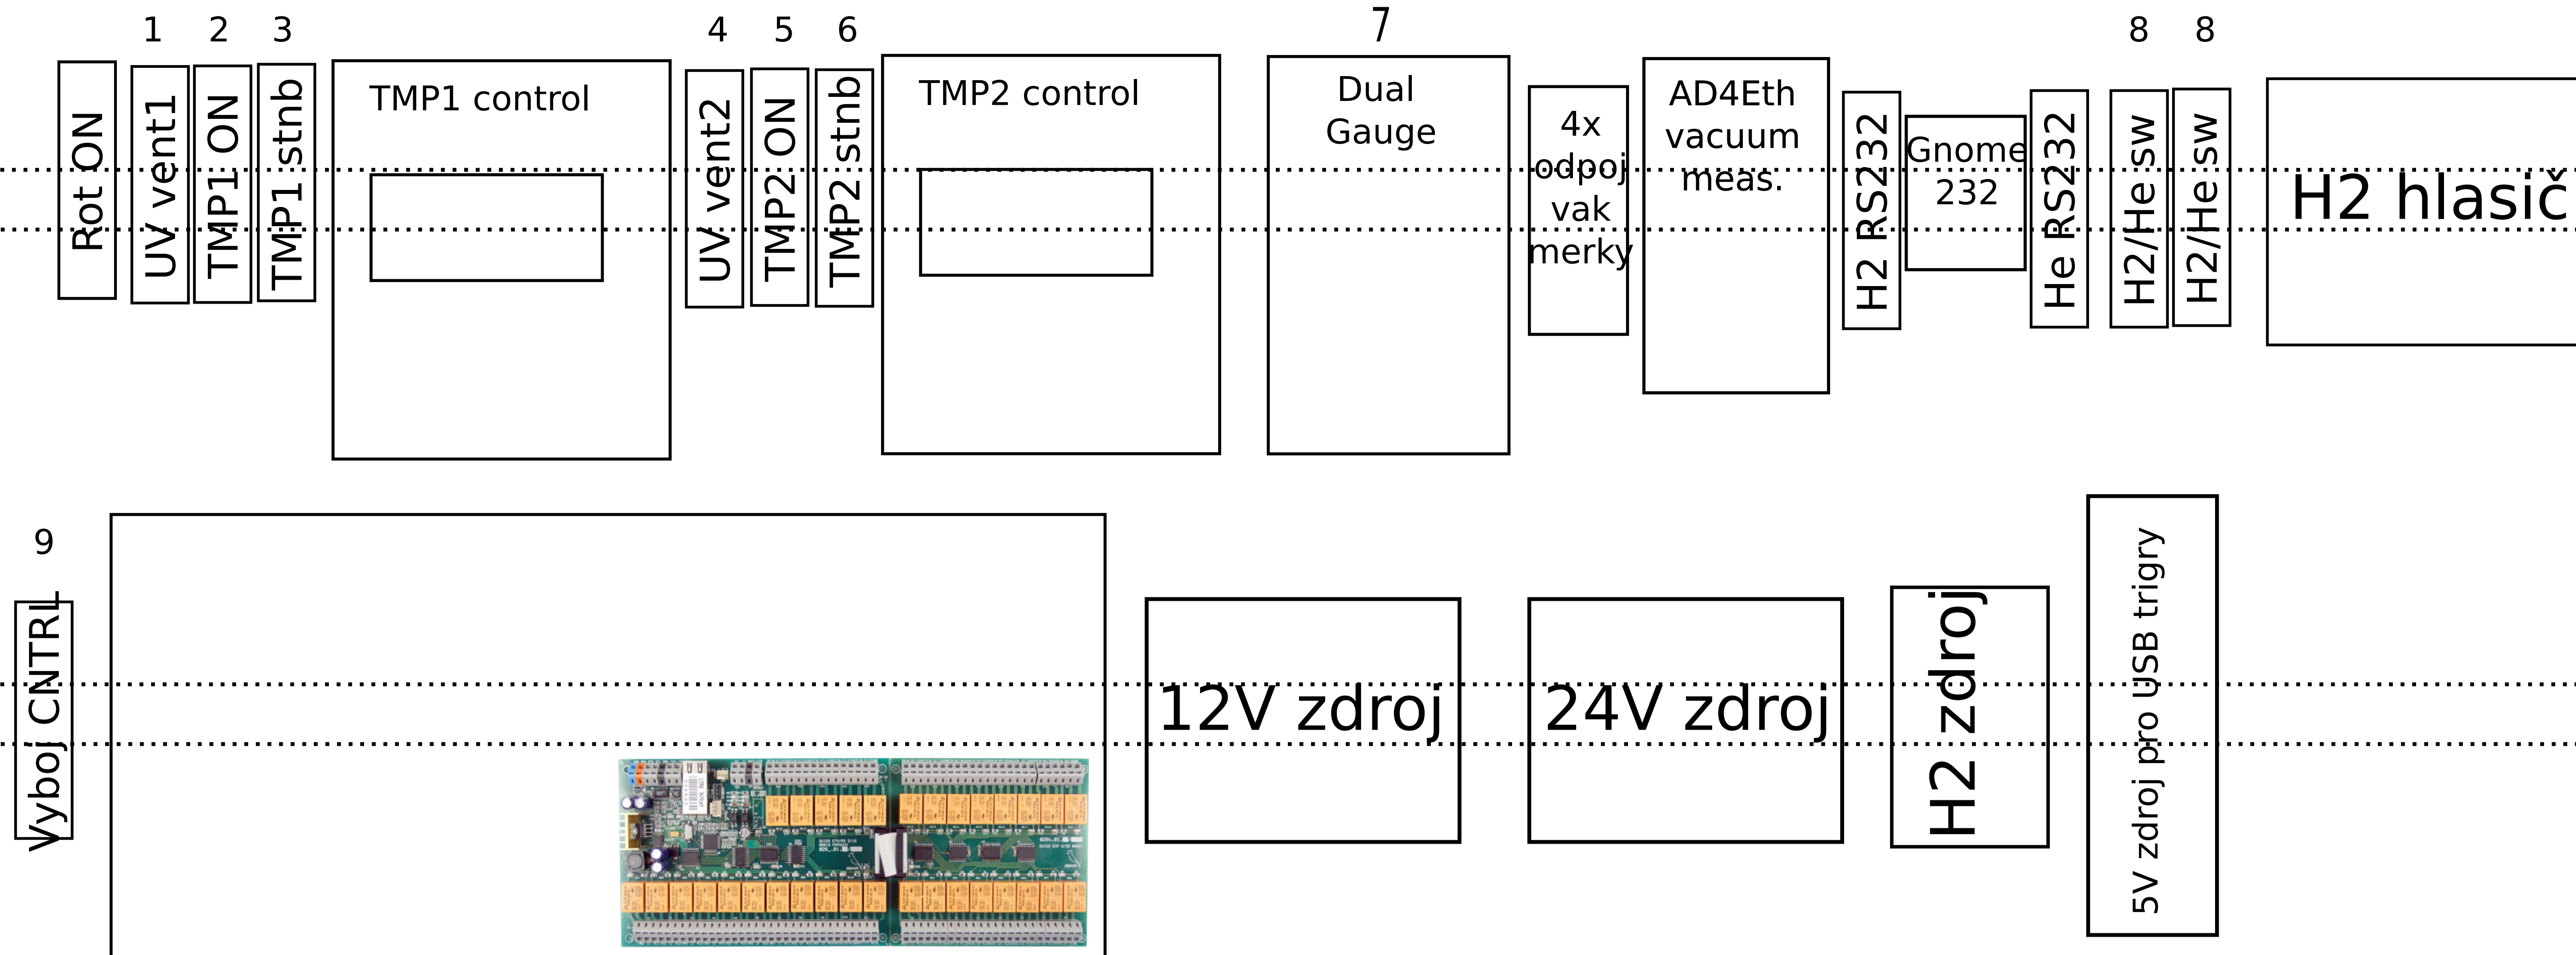 1
2
3
4
5
6
7
8
8
Rot ON
UV vent1
TMP1 ON
TMP1 stnb
TMP1 control
UV vent2
TMP2 ON
TMP2 stnb
TMP2 control
Dual
Gauge
4x
odpoj
vak
merky
AD4Eth
vacuum
meas.
H2 RS232
Gnome
232
He RS232
H2/He sw
H2/He sw
H2 hlasič
9
Vyboj CNTRL
12V zdroj
24V zdroj
H2 zdroj
5V zdroj pro USB trigry